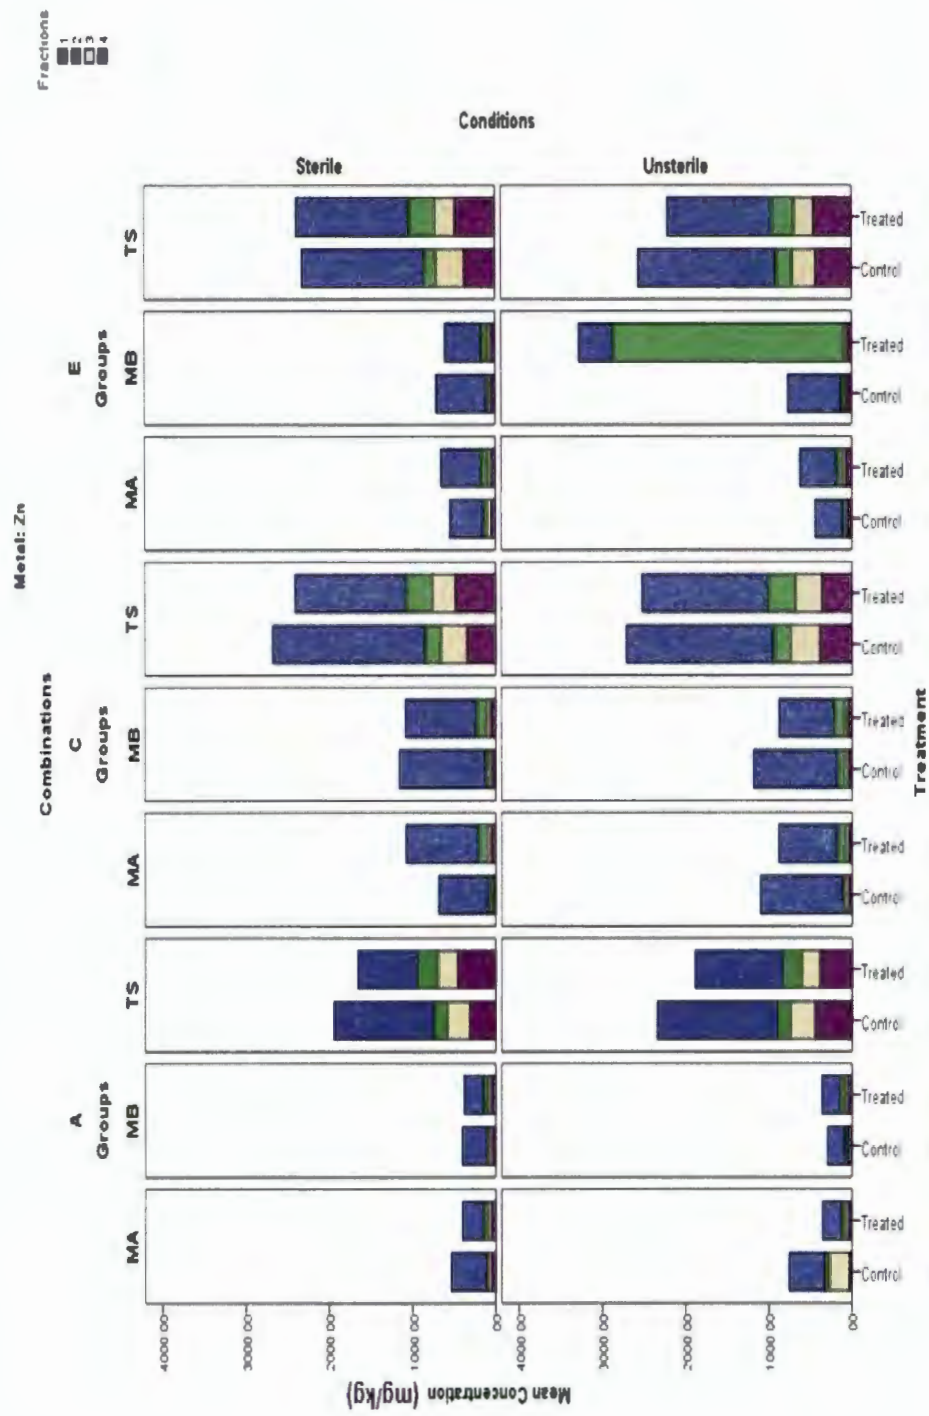 Metal: Zn
Combinations
A
C
E
Groups
Groups
Groups
MA
MB
TS
MA
MB
TS
MA
MB
TS
Fractions
1
2
3
4
Mean Concentration (mg/kg)
4000.00
3000.00
2000.00
1000.00
.00
4000.00
3000.00
2000.00
1000.00
.00
Sterile
Unsterile
Conditions
Control
Treated
Control
Treated
Control
Treated
Control
Treated
Control
Treated
Control
Treated
Control
Treated
Control
Treated
Control
Treated
Treatment